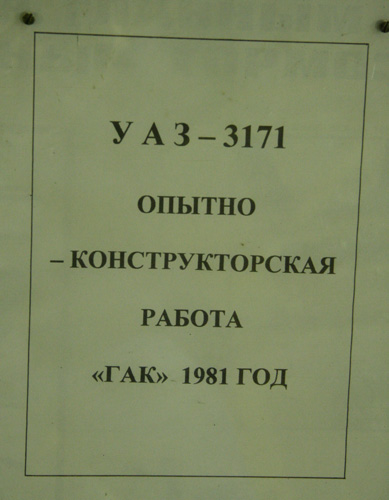 У А З – 3171
ОПЫТНО
– КОНСТРУКТОРСКАЯ
РАБОТА
«ГАК» 1981 ГОД